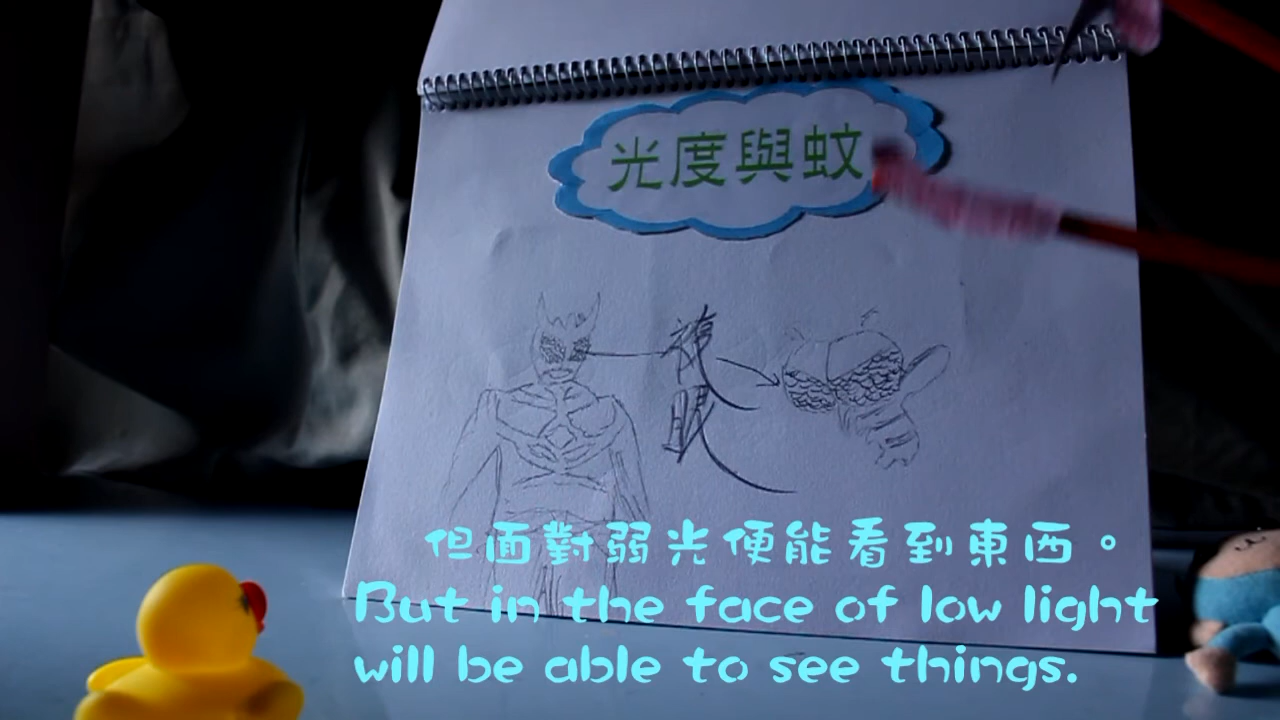 光度與蚊
複眼
但面對弱光便能看到東西。
But in the face of low light
will be able to see things.